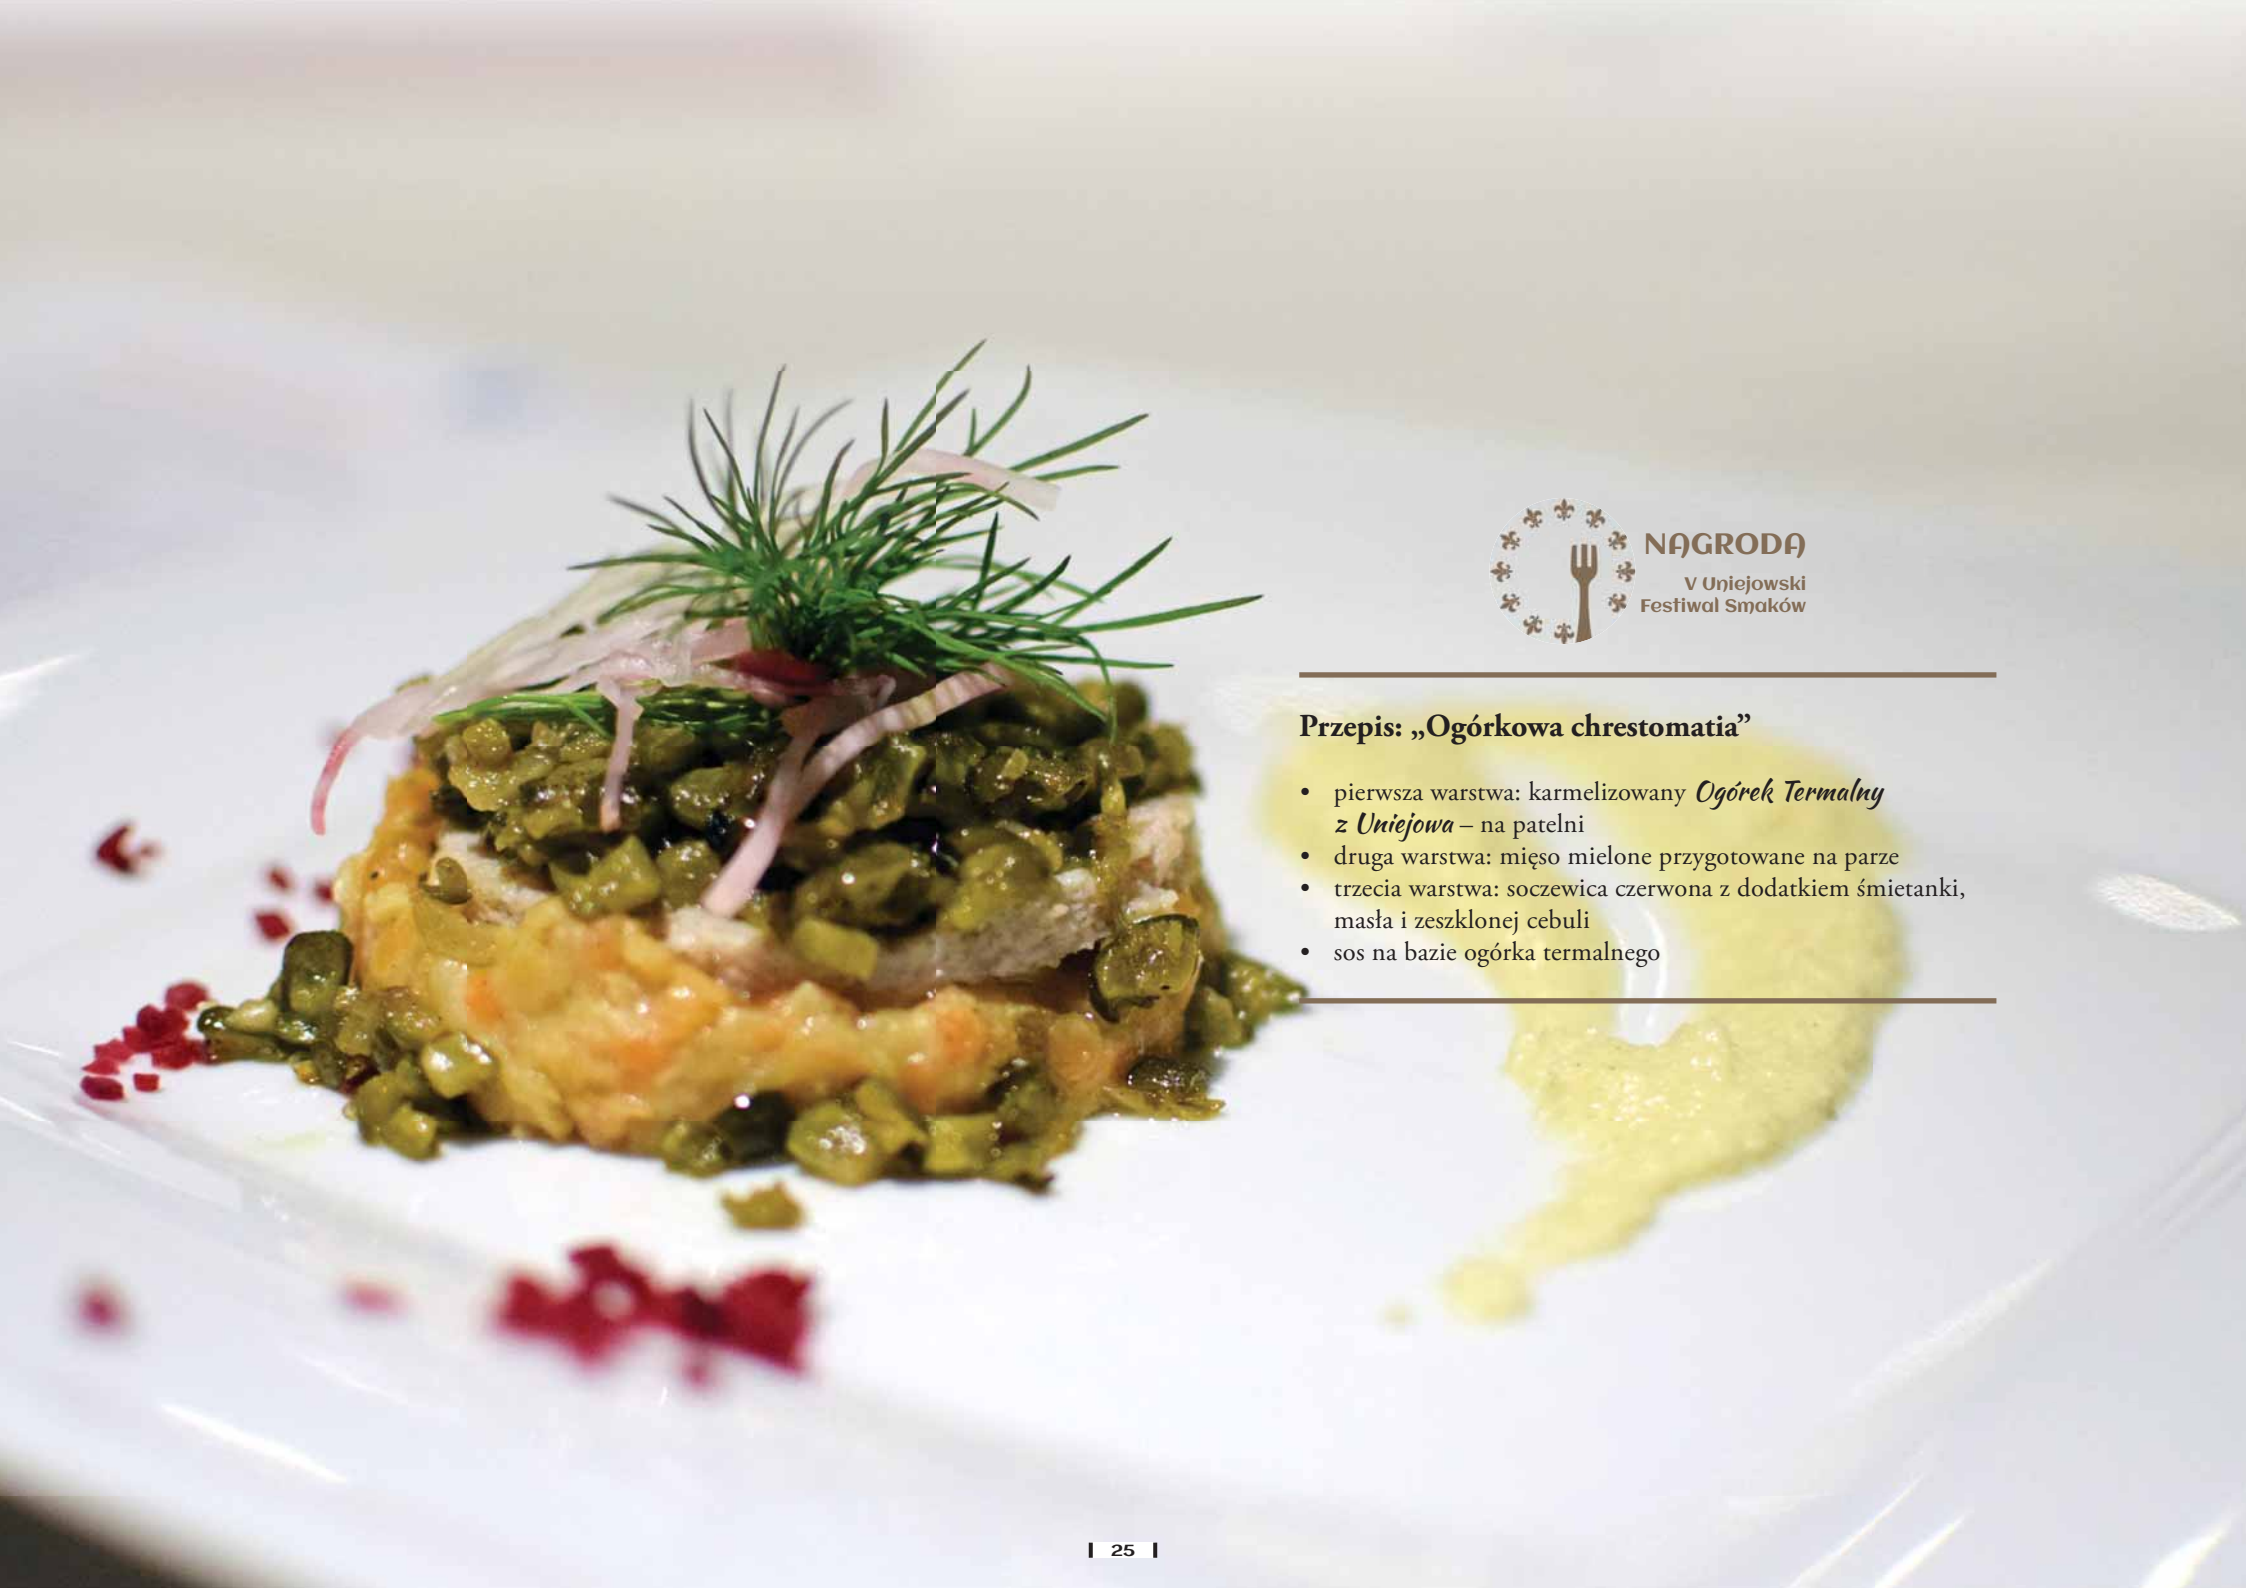 NAGRODA
V Uniejowski
Festiwal Smaków
Przepis: „Ogórkowa chrestomatia”
• pierwsza warstwa: karmelizowany Ogórek Termalny
z Uniejowa – na patelni
• druga warstwa: mięso mielone przygotowane na parze
• trzecia warstwa: soczewica czerwona z dodatkiem śmietanki,
masła i zeszklonej cebuli
• sos na bazie ogórka termalnego
25